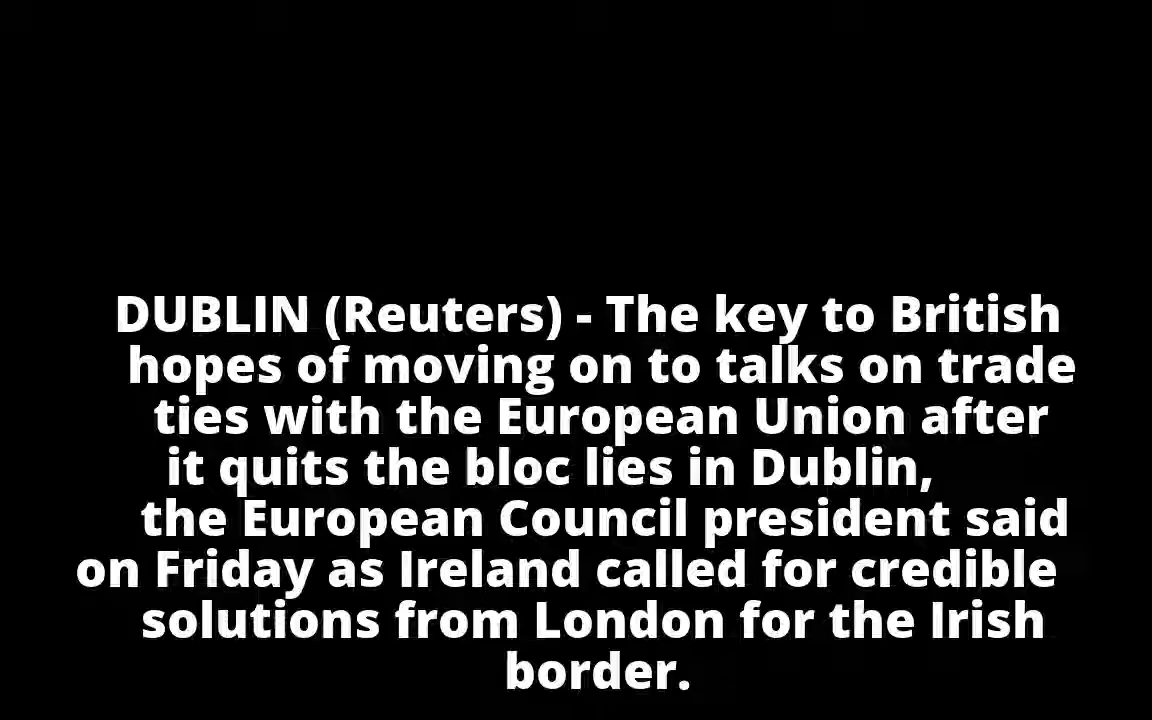 DUBLIN (Reuters) - The key to British
hopes of moving on to talks on trade
ties with the European Union after
it quits the bloc lies in Dublin,
the European Council president said
on Friday as Ireland called for credible
solutions from London for the Irish
border.